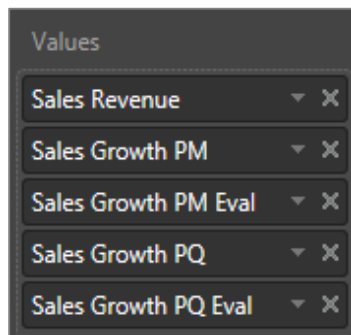 Values
Sales Revenue
Sales Growth PM
Sales Growth PM Eval
Sales Growth PQ
Sales Growth PQ Eval